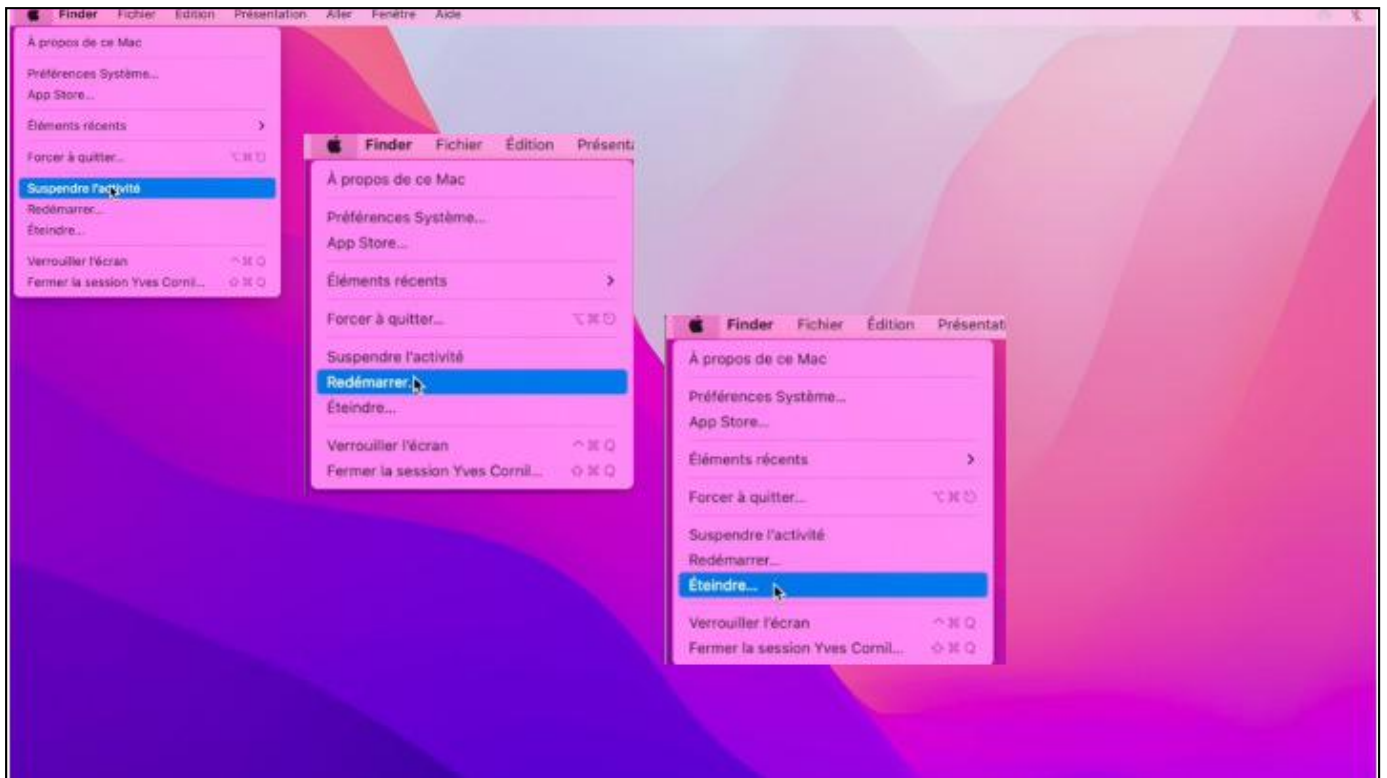 Finder Fichier Édition Présentation Aller Fenêtre Aide
À propos de ce Mac
Préférences Système...
App Store...
Éléments récents >
Forcer à quitter... ⌥⌘⎋
Suspendre l'activité
Redémarrer...
Éteindre...
Verrouiller l'écran ^⌘Q
Fermer la session Yves Cornil... ⇧⌘Q
Finder Fichier Édition Présenta
À propos de ce Mac
Préférences Système...
App Store...
Éléments récents >
Forcer à quitter... ⌥⌘⎋
Suspendre l'activité
Redémarrer...
Éteindre...
Verrouiller l'écran ^⌘Q
Fermer la session Yves Cornil... ⇧⌘Q
Finder Fichier Édition Présentati
À propos de ce Mac
Préférences Système...
App Store...
Éléments récents >
Forcer à quitter... ⌥⌘⎋
Suspendre l'activité
Redémarrer...
Éteindre...
Verrouiller l'écran ^⌘Q
Fermer la session Yves Cornil... ⇧⌘Q